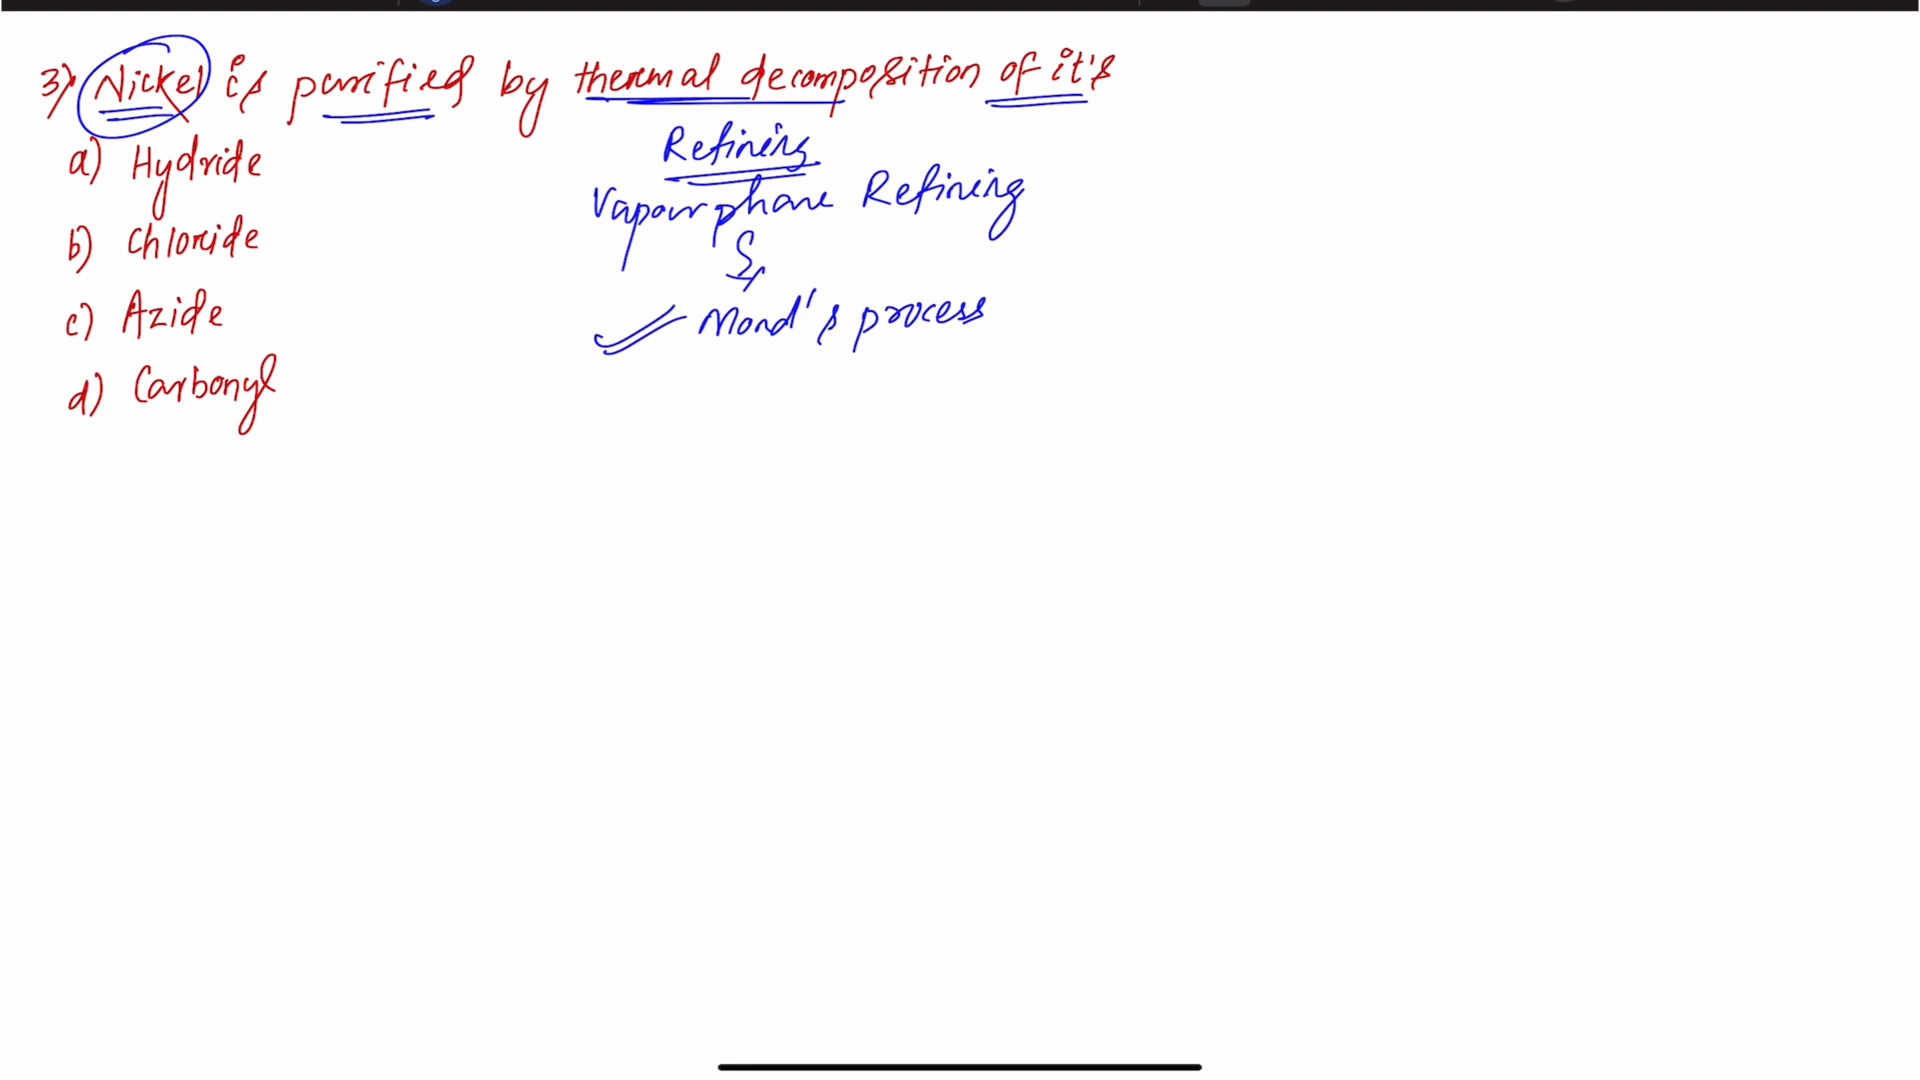 3) Nickel is purified by thermal decomposition of it's
a) Hydride
b) Chloride
c) Azide
d) Carbonyl
Refining
Vapour phase Refining
Mond's process